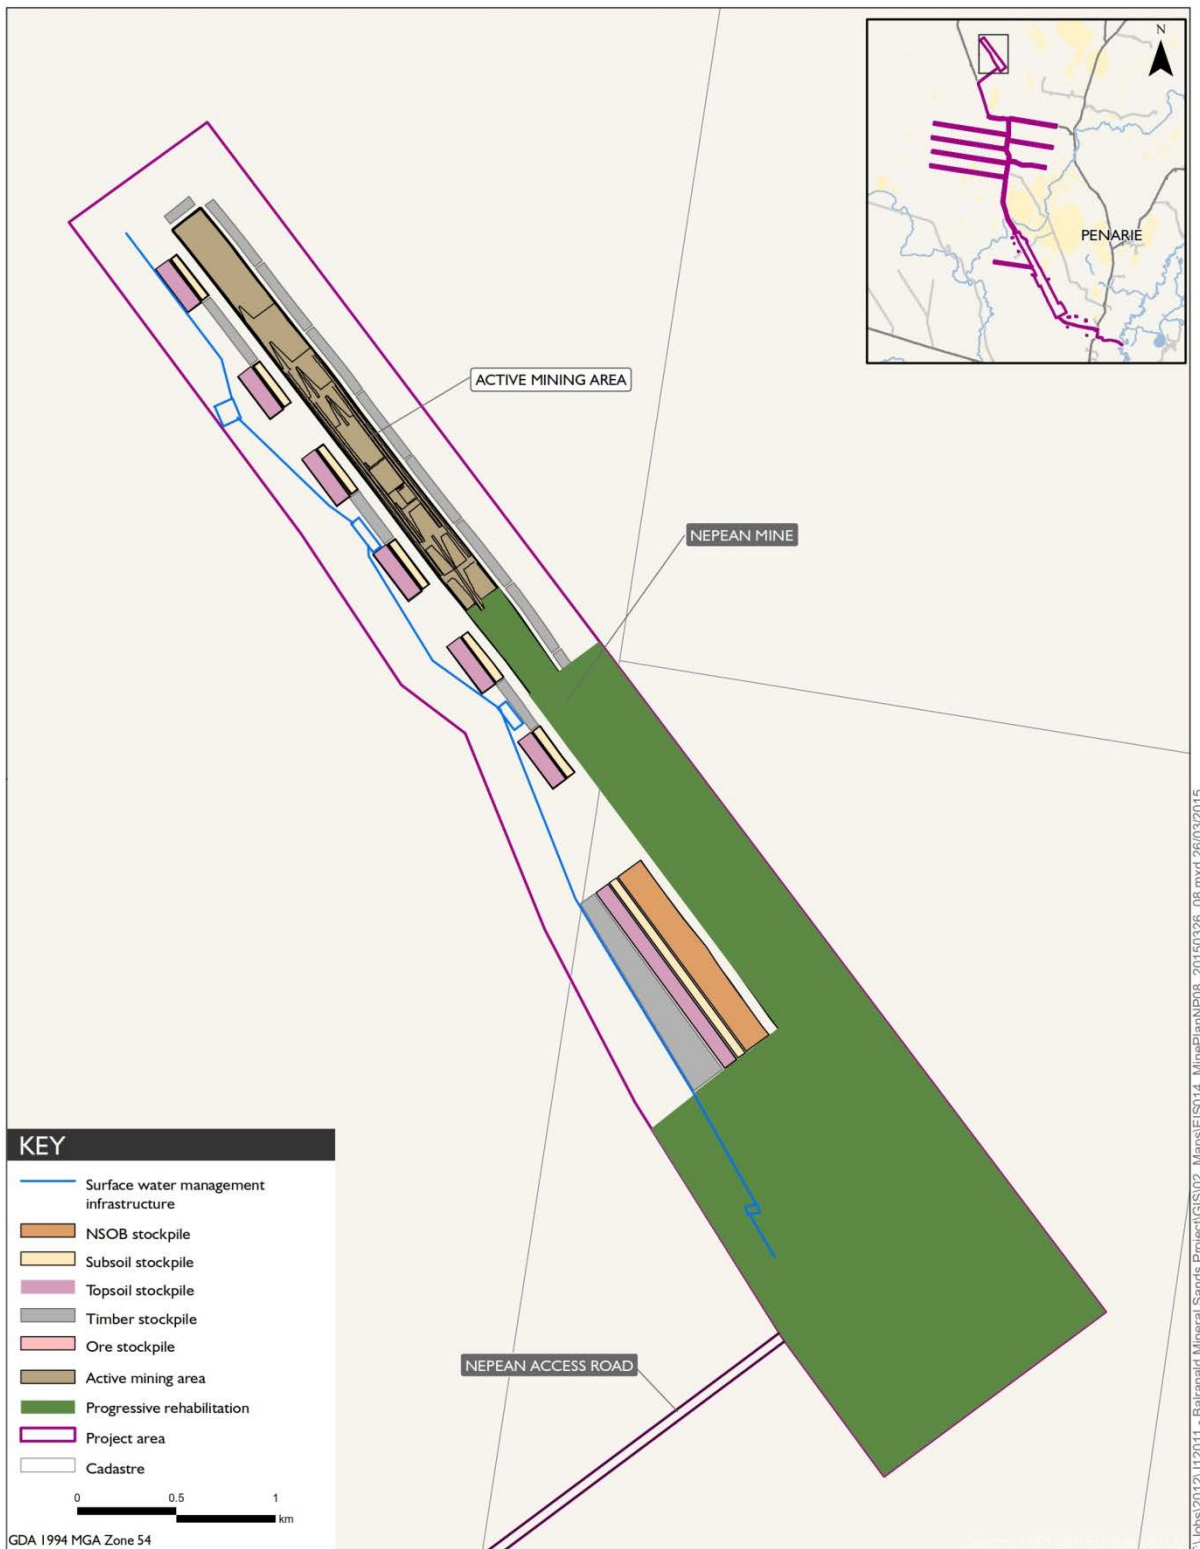 N
PENARIE
ACTIVE MINING AREA
NEPEAN MINE
NEPEAN ACCESS ROAD
KEY
Surface water management
infrastructure
NSOB stockpile
Subsoil stockpile
Topsoil stockpile
Timber stockpile
Ore stockpile
Active mining area
Progressive rehabilitation
Project area
Cadastre
0 0.5 1
km
GDA 1994 MGA Zone 54